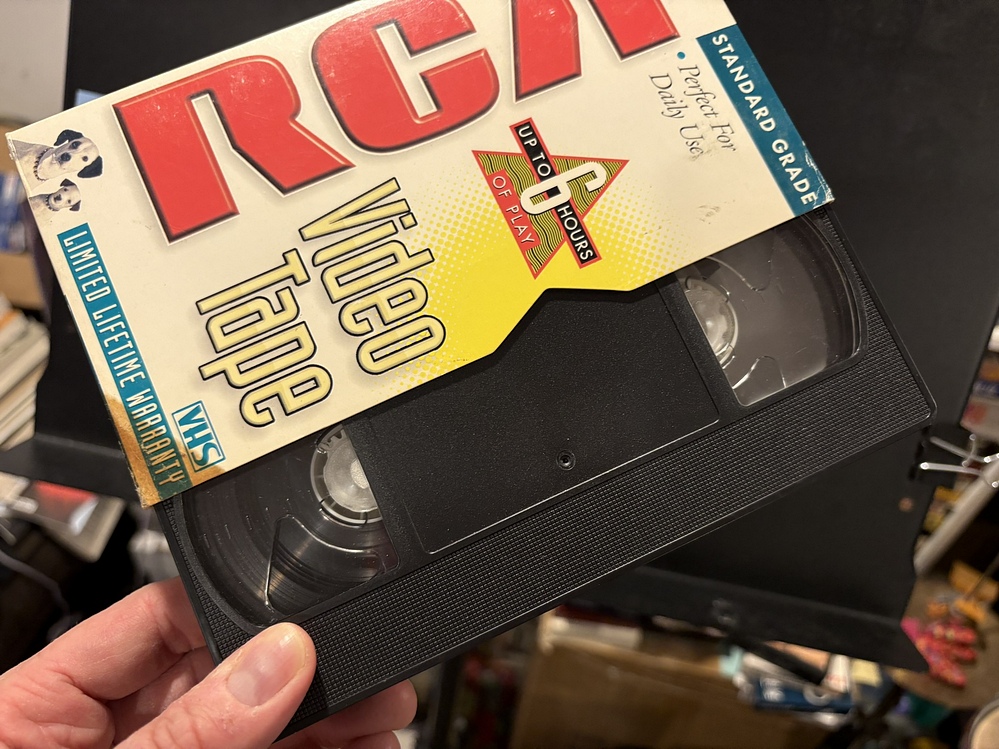 RCA
Video
Tape
UP TO
6
HOURS
OF PLAY
• Perfect For
Daily Use
STANDARD GRADE
LIMITED LIFETIME WARRANTY
VHS